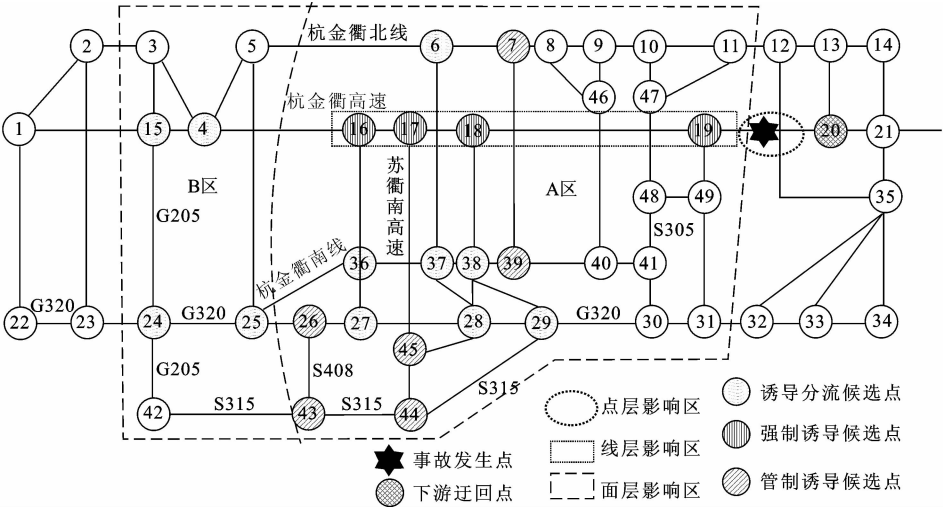 2 3 5 杭金衢北线 6 7 8 9 10 11 12 13 14
杭金衢高速 46 47
1 15 4 16 17 18 19 20 21
B区 苏衢南高速 A区 48 49 35
G205 S305
杭金衢南线 36 37 38 39 40 41
G320 G320 G320
22 23 24 25 26 27 28 29 30 31 32 33 34
45
G205 S408
S315 S315 S315
42 43 44
点层影响区 诱导分流候选点
线层影响区 强制诱导候选点
事故发生点
下游迂回点 面层影响区 管制诱导候选点